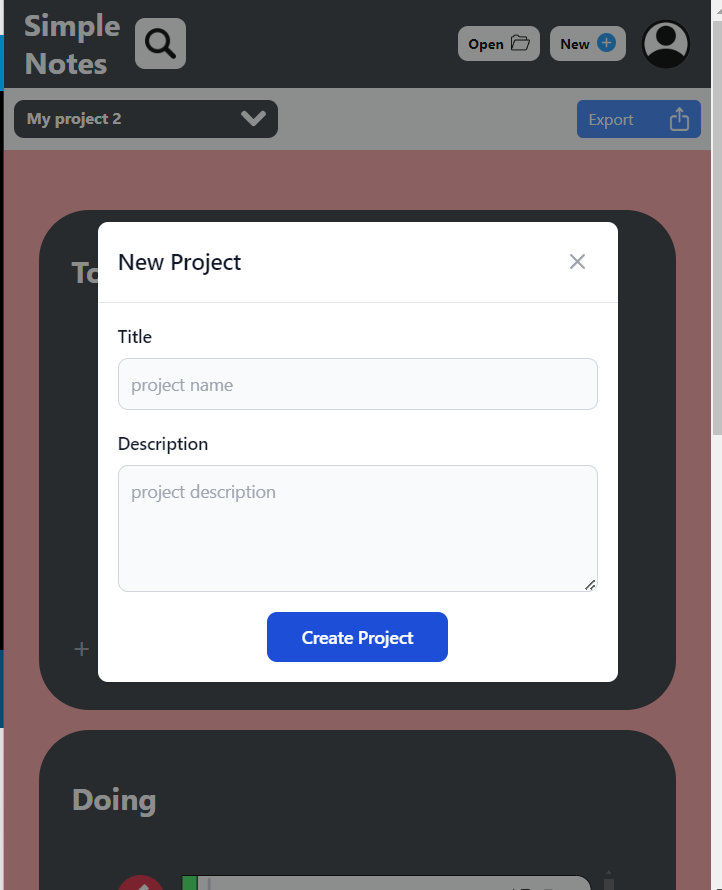 Simple
Notes
Open
New
My project 2
Export
New Project
Title
project name
Description
project description
Create Project
Doing